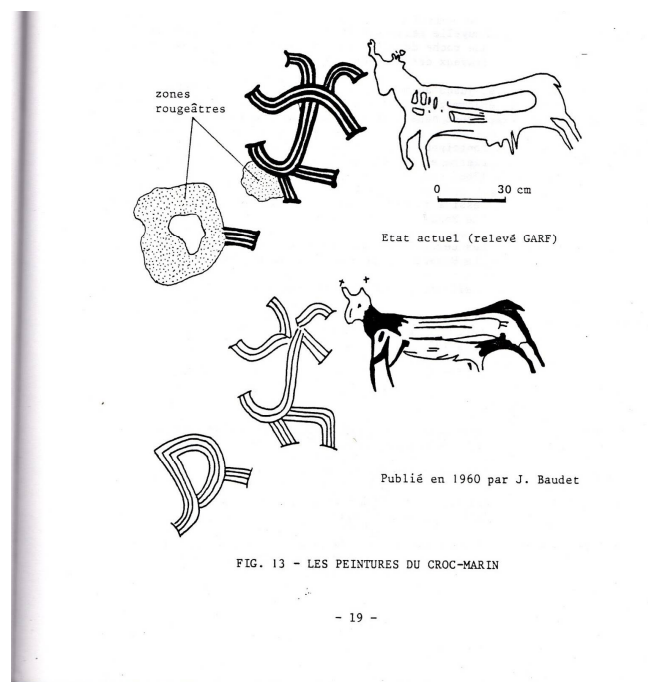 zones
rougeâtres
0 30 cm
Etat actuel (relevé GARF)
Publié en 1960 par J. Baudet
FIG. 13 - LES PEINTURES DU CROC-MARIN
- 19 -